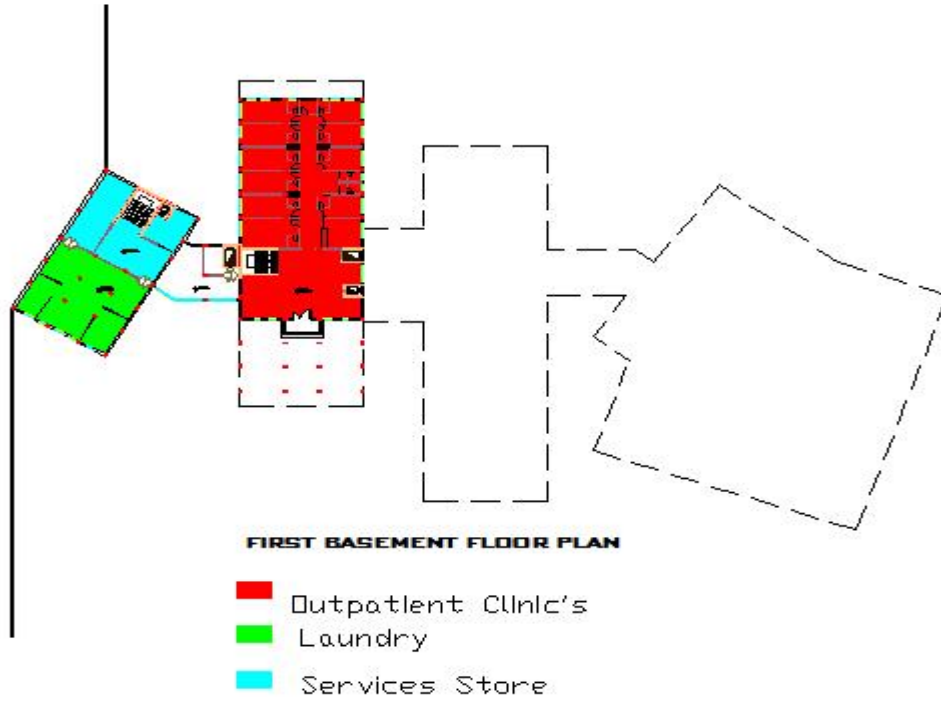 FIRST BASEMENT FLOOR PLAN
Outpatient Clinic's
Laundry
Services Store